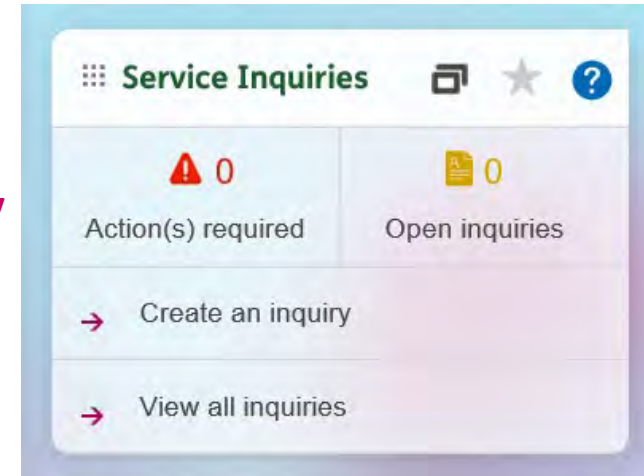 Service Inquiries
0 0
Action(s) required Open inquiries
Create an inquiry
View all inquiries